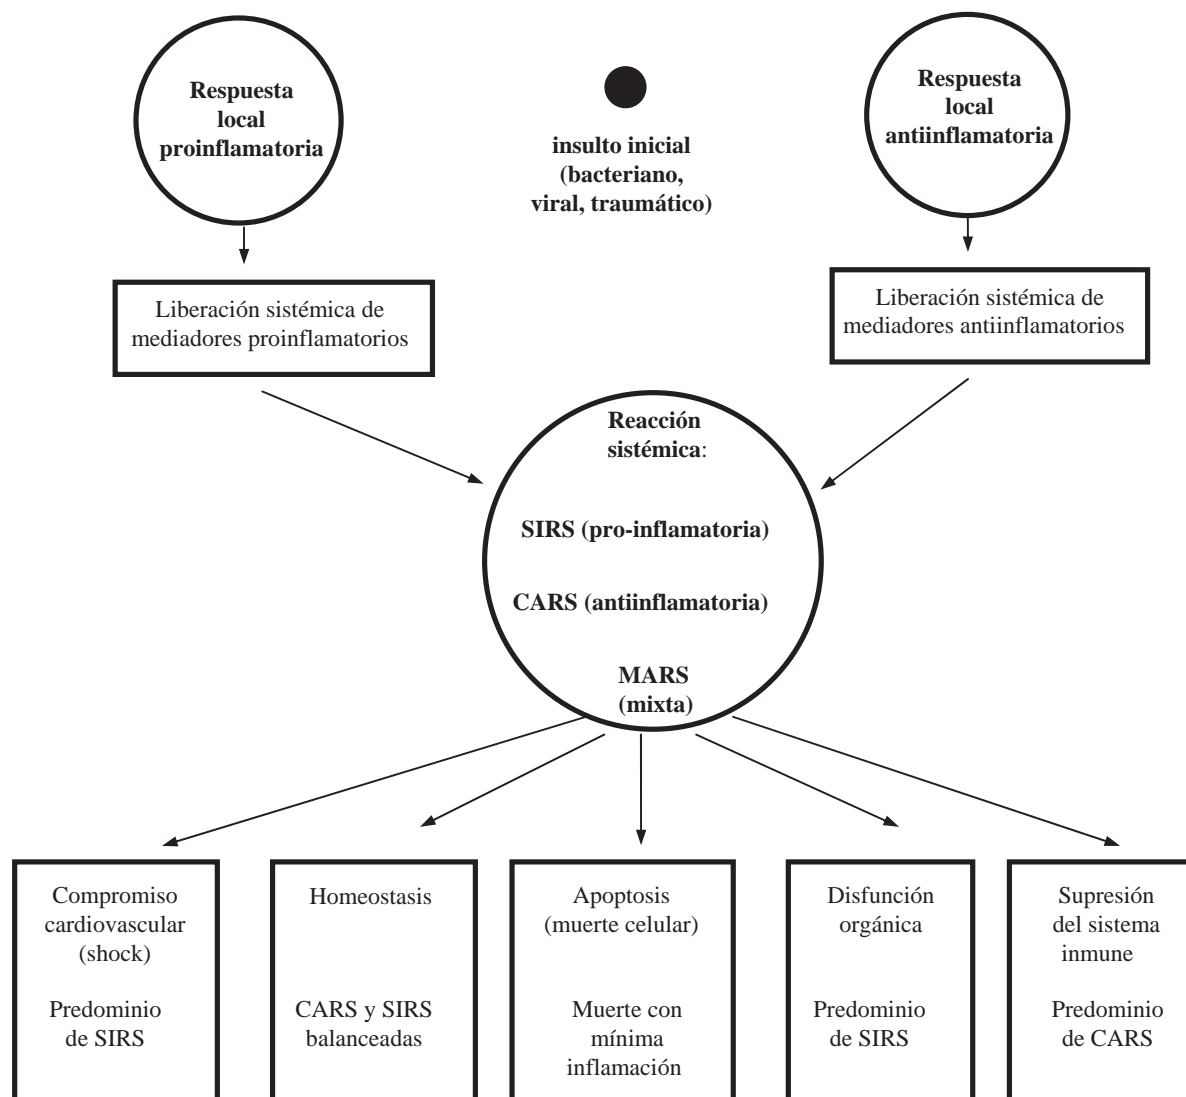 Respuesta
local
proinflamatoria
insulto inicial
(bacteriano,
viral, traumático)
Respuesta
local
antiinflamatoria
Liberación sistémica de
mediadores proinflamatorios
Liberación sistémica de
mediadores antiinflamatorios
Reacción
sistémica:
SIRS (pro-inflamatoria)
CARS (antiinflamatoria)
MARS
(mixta)
Compromiso
cardiovascular
(shock)
Predominio
de SIRS
Homeostasis
CARS y SIRS
balanceadas
Apoptosis
(muerte celular)
Muerte con
mínima
inflamación
Disfunción
orgánica
Predominio
de SIRS
Supresión
del sistema
inmune
Predominio
de CARS